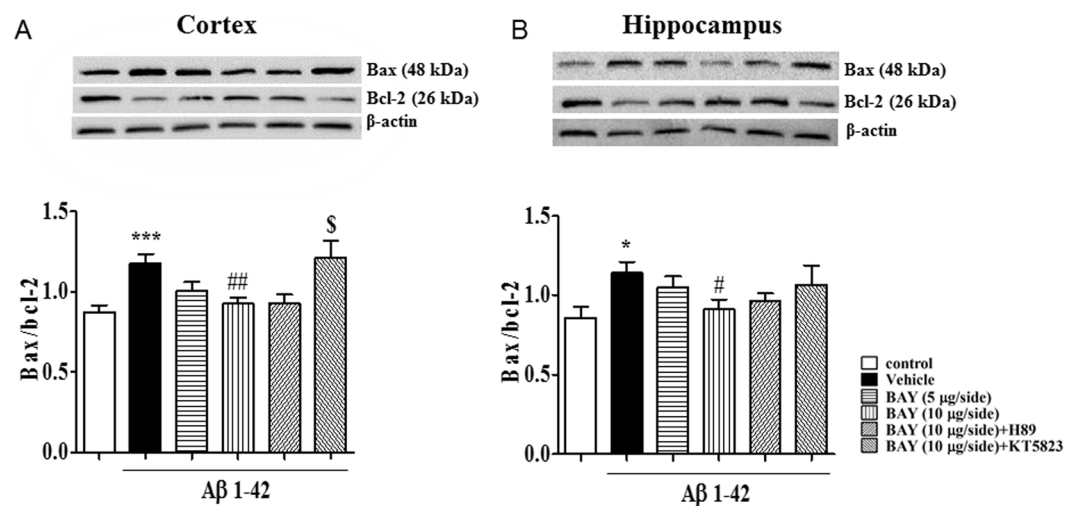 A
Cortex
Bax (48 kDa)
Bcl-2 (26 kDa)
β-actin
1.5
1.0
0.5
0.0
Bax/bcl-2
***
##
$
Aβ 1-42
B
Hippocampus
Bax (48 kDa)
Bcl-2 (26 kDa)
β-actin
1.5
1.0
0.5
0.0
Bax/bcl-2
*
#
Aβ 1-42
control
Vehicle
BAY (5 µg/side)
BAY (10 µg/side)
BAY (10 µg/side)+H89
BAY (10 µg/side)+KT5823